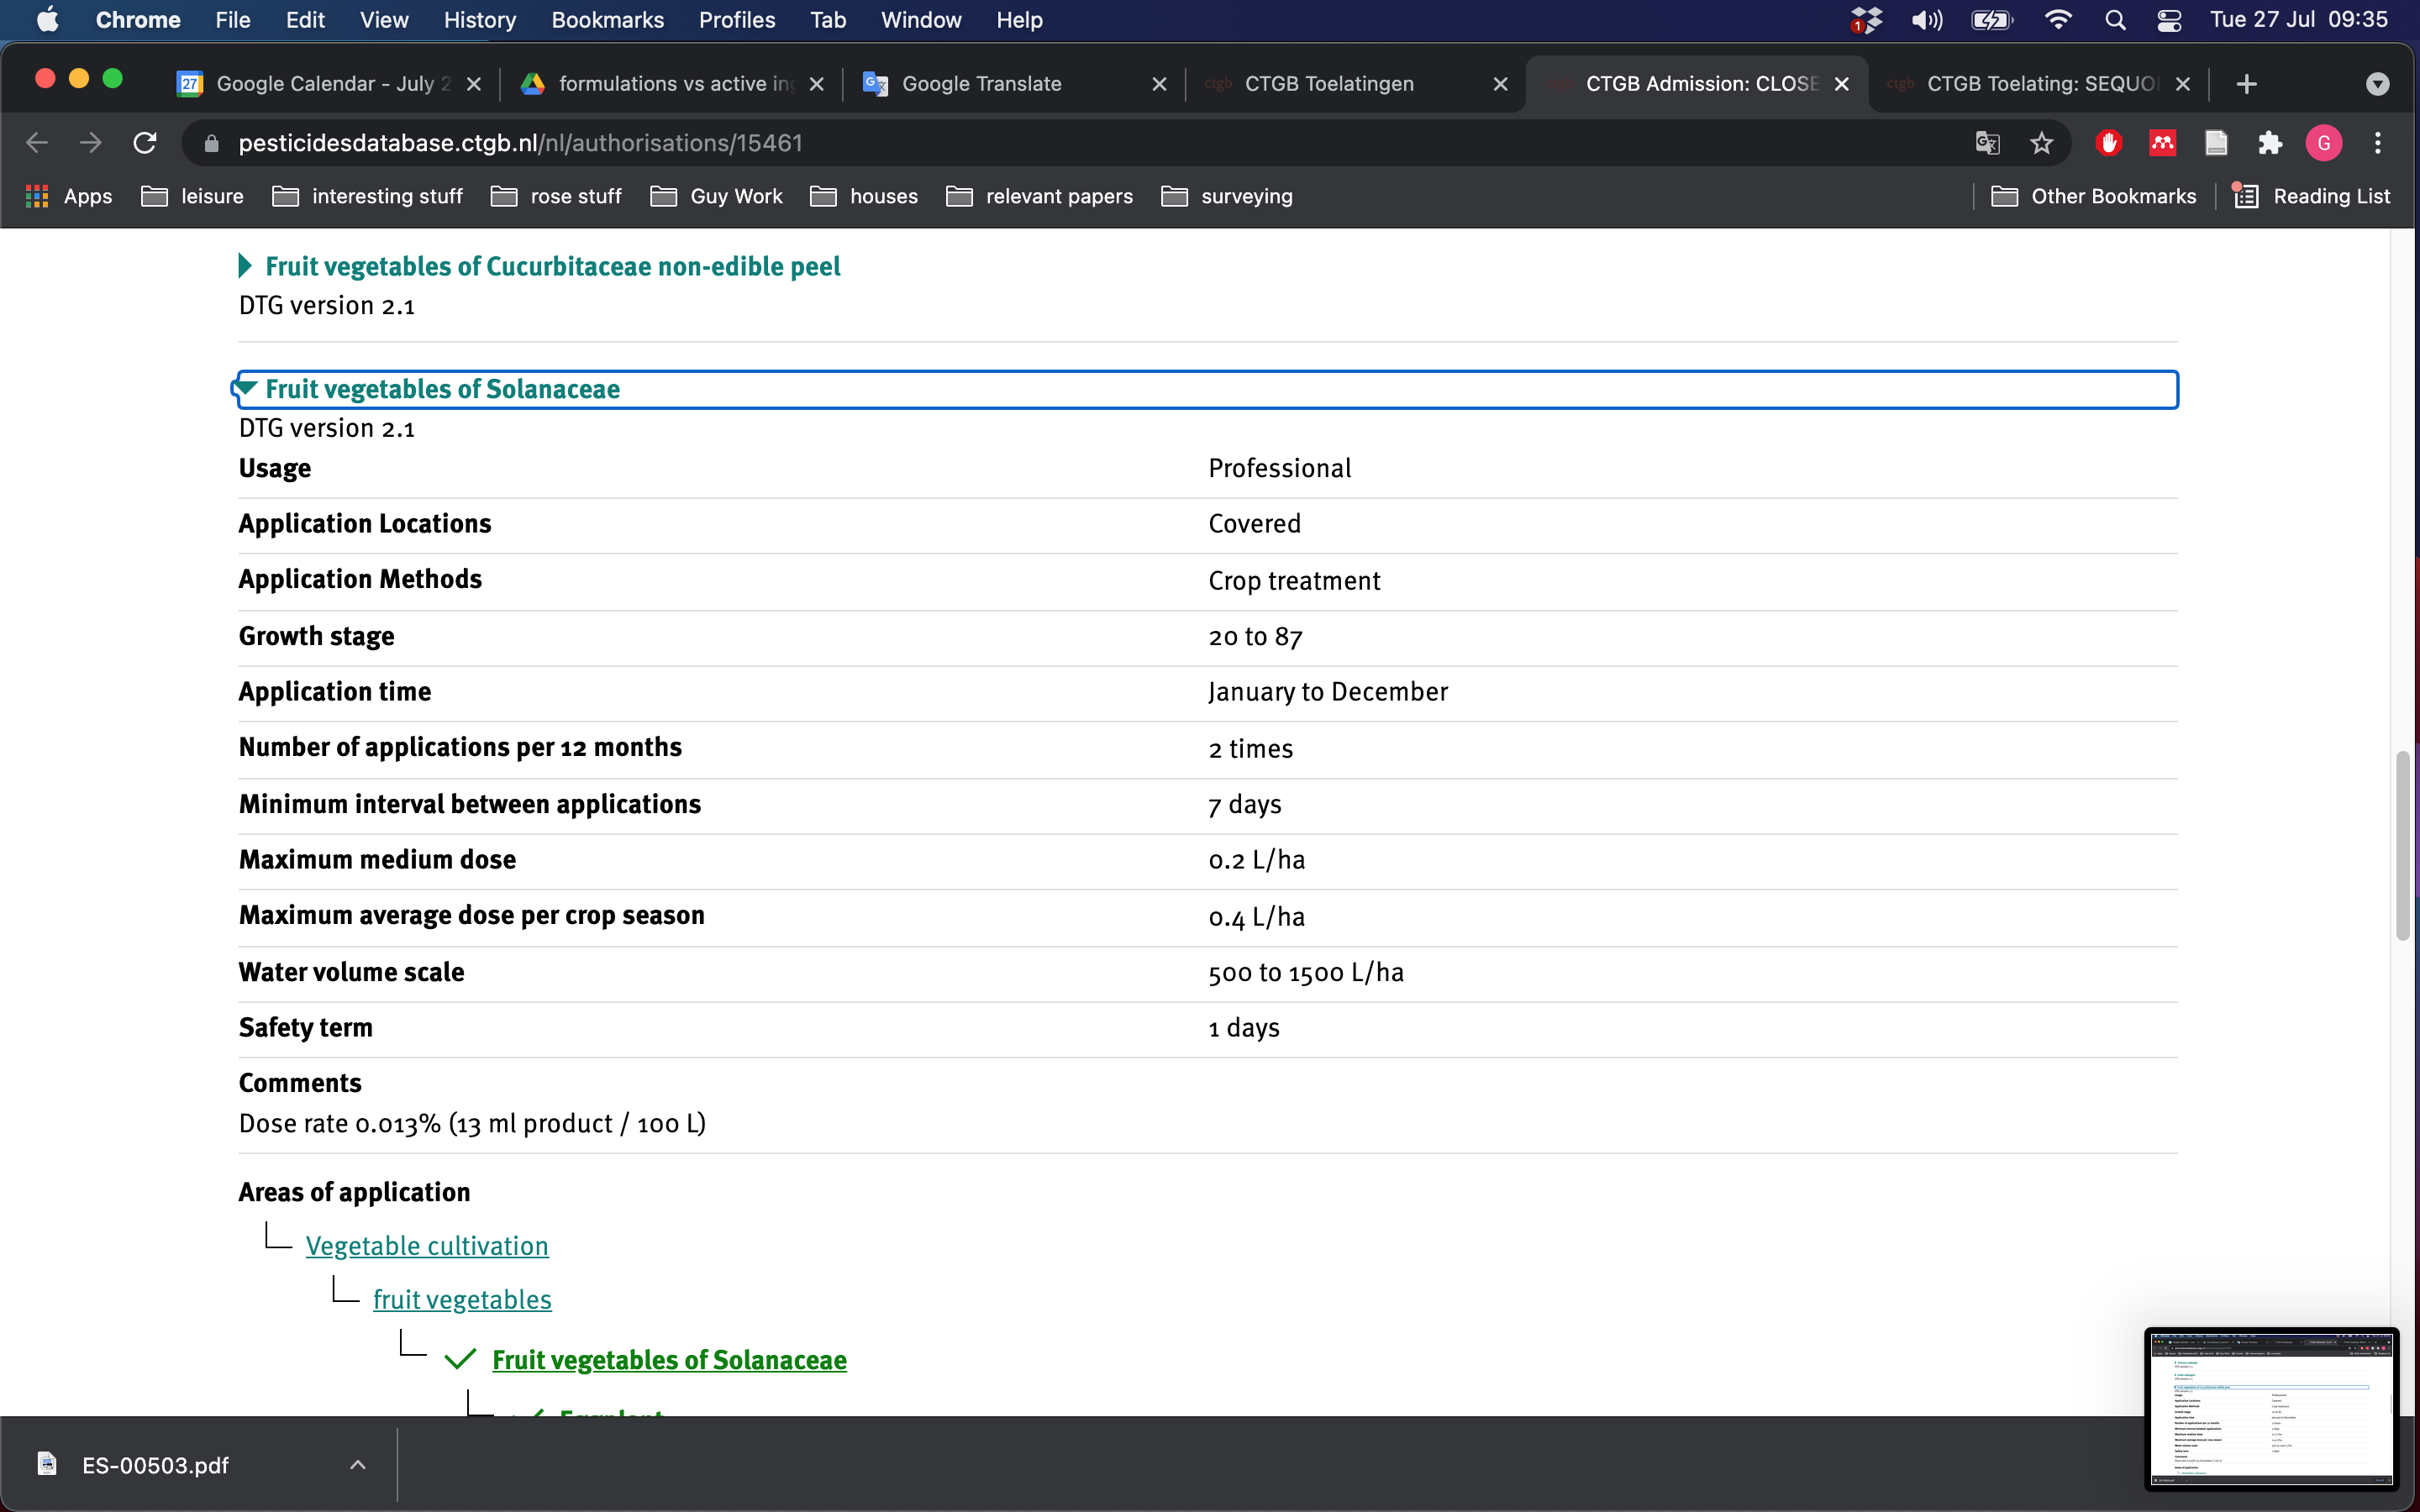 Chrome File Edit View History Bookmarks Profiles Tab Window Help Tue 27 Jul 09:35
Google Calendar - July 2 formulations vs active in Google Translate CTGB Toelatingen CTGB Admission: CLOSE CTGB Toelating: SEQUO
pesticidesdatabase.ctgb.nl/nl/authorisations/15461 G
Apps leisure interesting stuff rose stuff Guy Work houses relevant papers surveying Other Bookmarks Reading List
Fruit vegetables of Cucurbitaceae non-edible peel
DTG version 2.1
Fruit vegetables of Solanaceae
DTG version 2.1
Usage Professional
Application Locations Covered
Application Methods Crop treatment
Growth stage 20 to 87
Application time January to December
Number of applications per 12 months 2 times
Minimum interval between applications 7 days
Maximum medium dose 0.2 L/ha
Maximum average dose per crop season 0.4 L/ha
Water volume scale 500 to 1500 L/ha
Safety term 1 days
Comments
Dose rate 0.013% (13 ml product / 100 L)
Areas of application
Vegetable cultivation
fruit vegetables
Fruit vegetables of Solanaceae
Eggplant
ES-00503.pdf